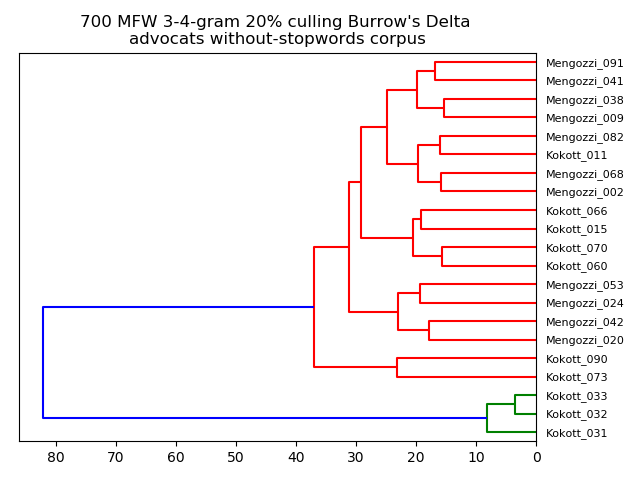 700 MFW 3-4-gram 20% culling Burrow's Delta
advocats without-stopwords corpus
Mengozzi_091
Mengozzi_041
Mengozzi_038
Mengozzi_009
Mengozzi_082
Kokott_011
Mengozzi_068
Mengozzi_002
Kokott_066
Kokott_015
Kokott_070
Kokott_060
Mengozzi_053
Mengozzi_024
Mengozzi_042
Mengozzi_020
Kokott_090
Kokott_073
Kokott_033
Kokott_032
Kokott_031
80 70 60 50 40 30 20 10 0